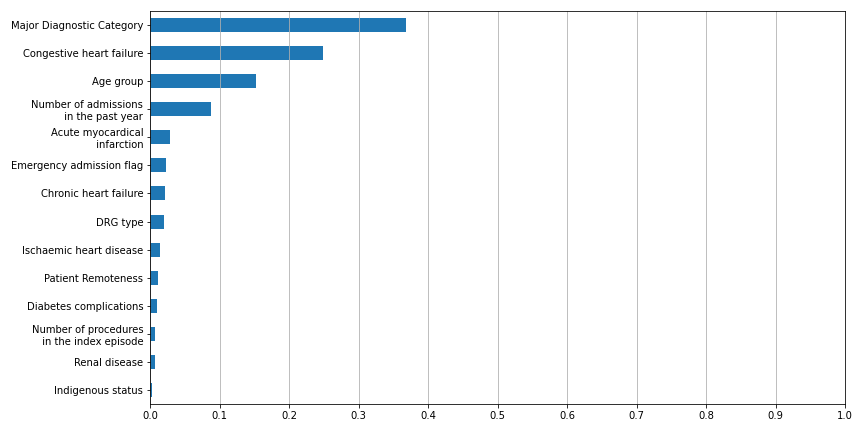 Major Diagnostic Category
Congestive heart failure
Age group
Number of admissions
in the past year
Acute myocardical
infarction
Emergency admission flag
Chronic heart failure
DRG type
Ischaemic heart disease
Patient Remoteness
Diabetes complications
Number of procedures
in the index episode
Renal disease
Indigenous status
0.0 0.1 0.2 0.3 0.4 0.5 0.6 0.7 0.8 0.9 1.0